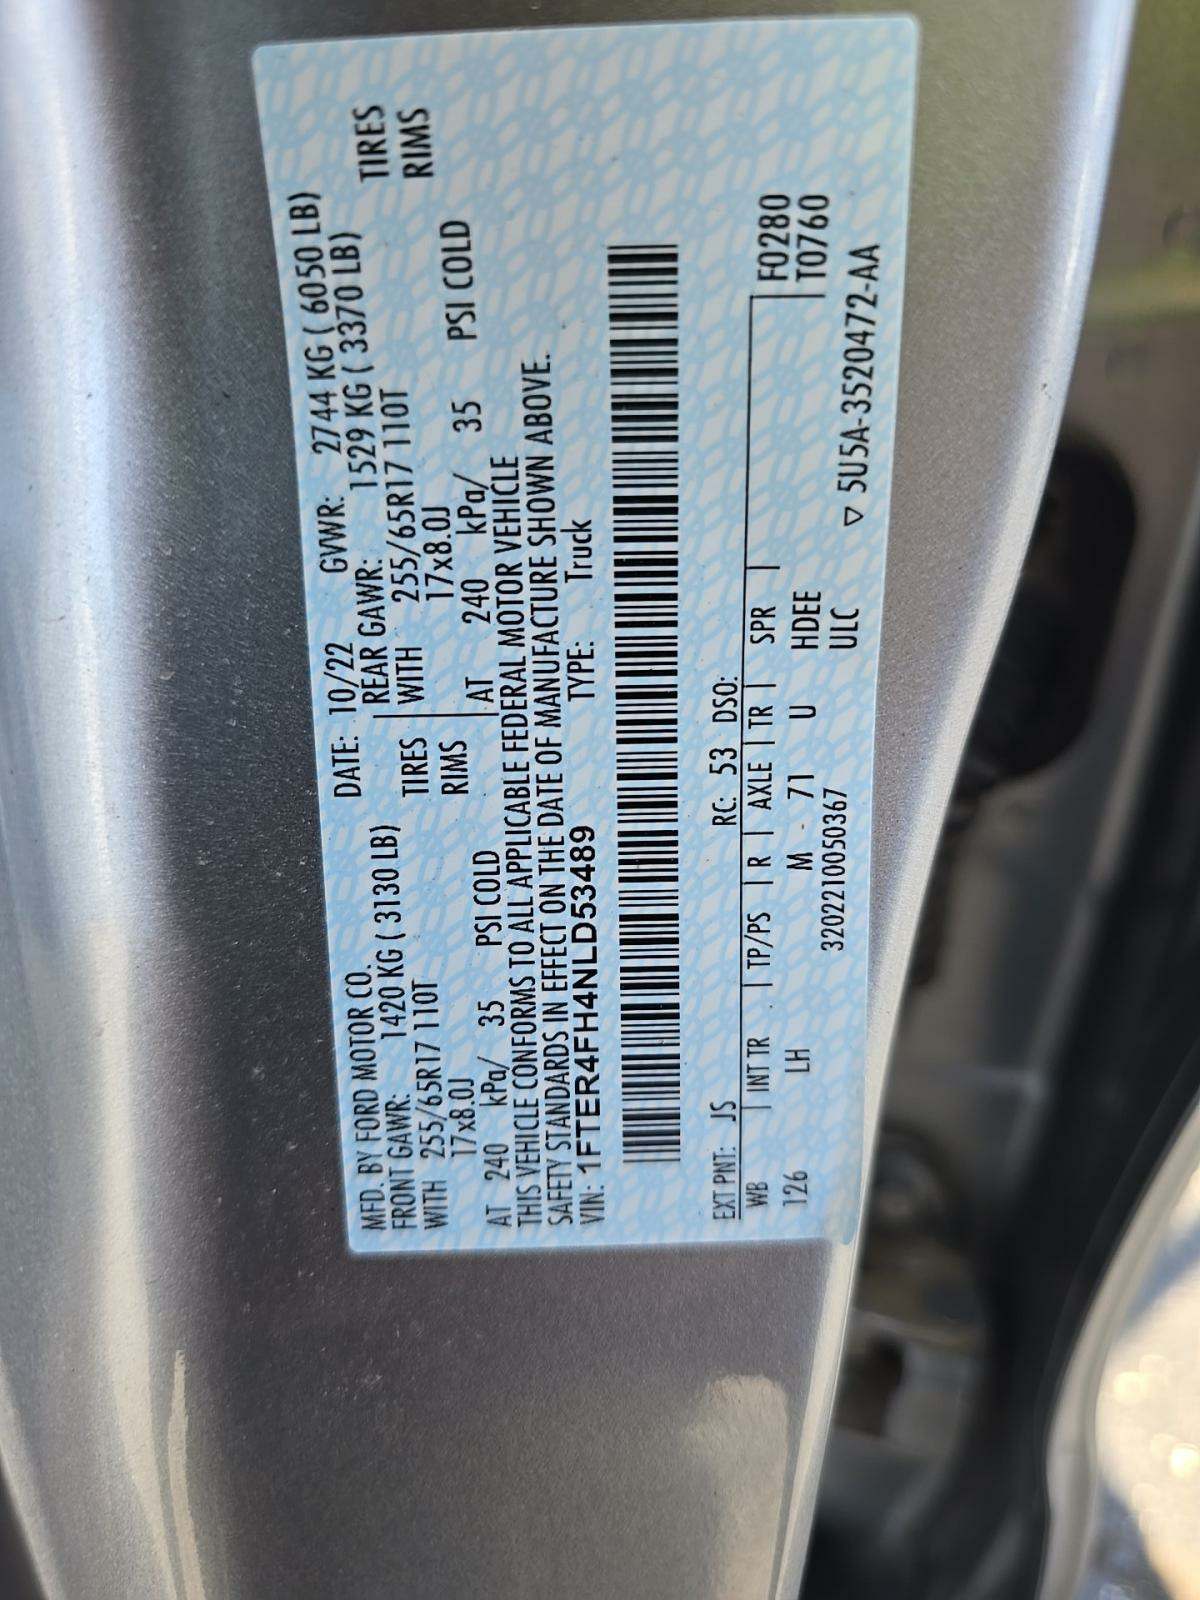 MFD. BY FORD MOTOR CO. DATE: 10/22 GVWR: 2744 KG ( 6050 LB)
FRONT GAWR: 1420 KG ( 3130 LB) REAR GAWR: 1529 KG ( 3370 LB)
WITH 255/65R17 110T TIRES WITH 255/65R17 110T TIRES
17x8.0J RIMS 17x8.0J RIMS
AT 240 kPa/ 35 PSI COLD AT 240 kPa/ 35 PSI COLD
THIS VEHICLE CONFORMS TO ALL APPLICABLE FEDERAL MOTOR VEHICLE
SAFETY STANDARDS IN EFFECT ON THE DATE OF MANUFACTURE SHOWN ABOVE.
VIN: 1FTER4FH4NLD53489 TYPE: Truck
EXT PNT: JS RC: 53 DSO:
WB | INT TR | TP/PS | R | AXLE | TR | SPR | F0280
126 LH M 71 U HDEE T0760
3202210050367 ULC
▽ 5U5A-3520472-AA